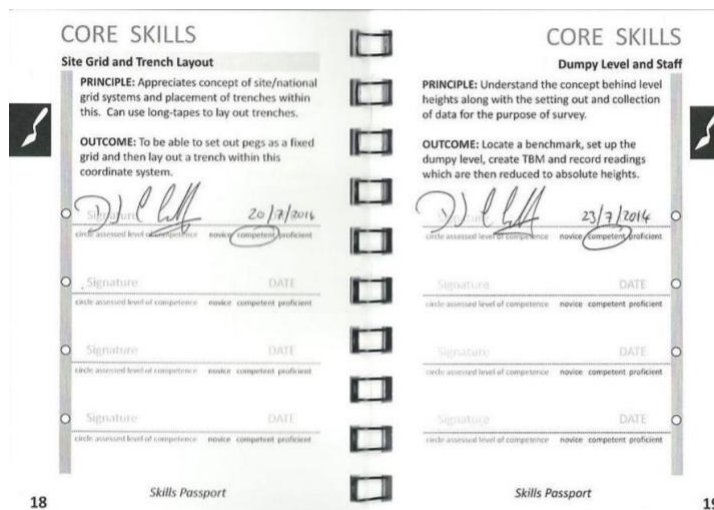 CORE SKILLS
Site Grid and Trench Layout
PRINCIPLE: Appreciates concept of site/national
grid systems and placement of trenches within
this. Can use long-tapes to lay out trenches.
OUTCOME: To be able to set out pegs as a fixed
grid and then lay out a trench within this
coordinate system.
Signature 20/7/2014
circle assessed level of competence novice competent proficient
Signature DATE
circle assessed level of competence novice competent proficient
Signature DATE
circle assessed level of competence novice competent proficient
Signature DATE
circle assessed level of competence novice competent proficient
18
Skills Passport
CORE SKILLS
Dumpy Level and Staff
PRINCIPLE: Understand the concept behind level
heights along with the setting out and collection
of data for the purpose of survey.
OUTCOME: Locate a benchmark, set up the
dumpy level, create TBM and record readings
which are then reduced to absolute heights.
Signature 23/7/2014
circle assessed level of competence novice competent proficient
Signature DATE
circle assessed level of competence novice competent proficient
Signature DATE
circle assessed level of competence novice competent proficient
Signature DATE
circle assessed level of competence novice competent proficient
Skills Passport
19